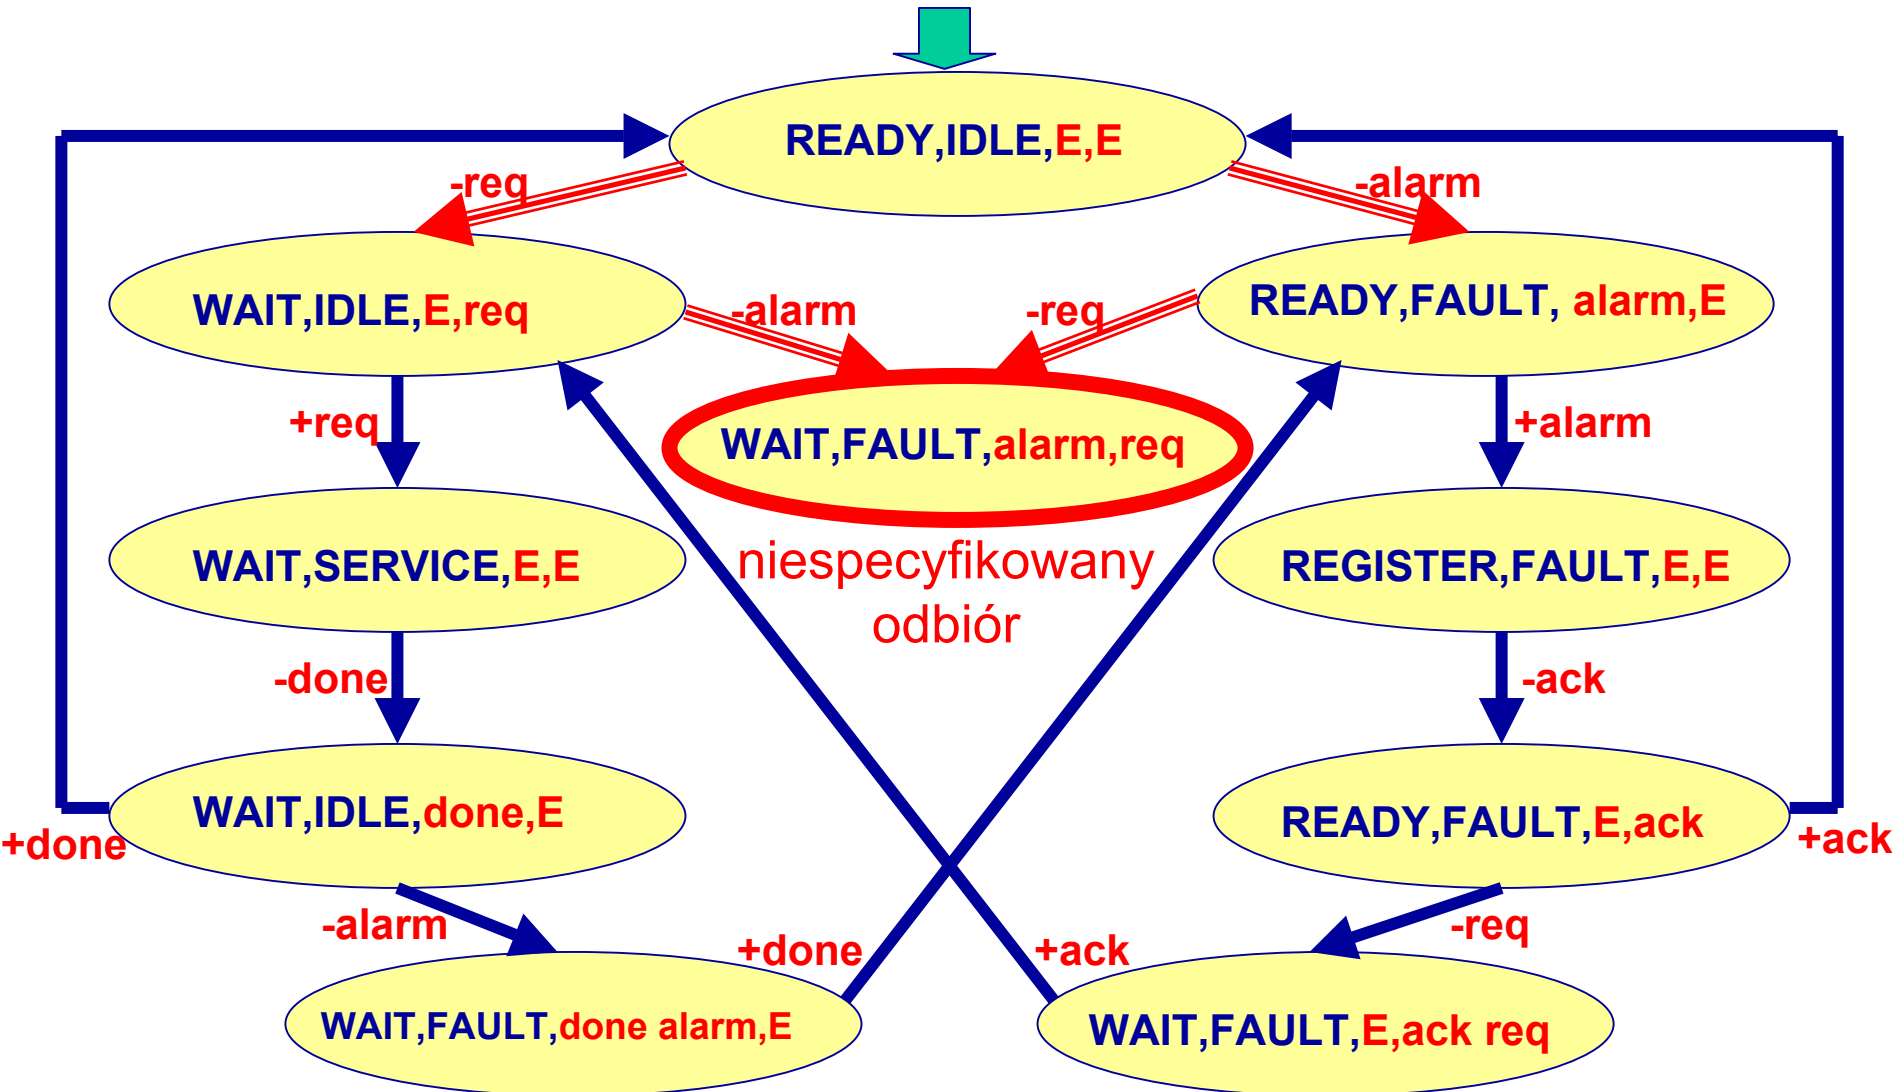 READY,IDLE,E,E
-req
-alarm
WAIT,IDLE,E,req
-alarm
-req
READY,FAULT, alarm,E
+req
WAIT,FAULT,alarm,req
+alarm
WAIT,SERVICE,E,E
niespecyfikowany
odbiór
REGISTER,FAULT,E,E
-done
-ack
WAIT,IDLE,done,E
READY,FAULT,E,ack
+done
+ack
-alarm
+done
+ack
-req
WAIT,FAULT,done alarm,E
WAIT,FAULT,E,ack req